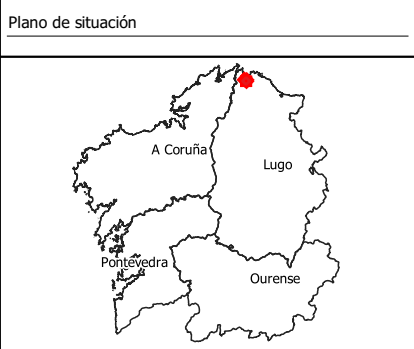 Plano de situación
A Coruña
Lugo
Pontevedra
Ourense